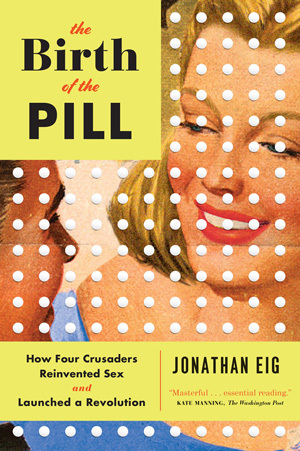 the
Birth
of the
PILL
How Four Crusaders
Reinvented Sex
and
Launched a Revolution
JONATHAN EIG
"Masterful . . . essential reading."
KATE MANNING, The Washington Post